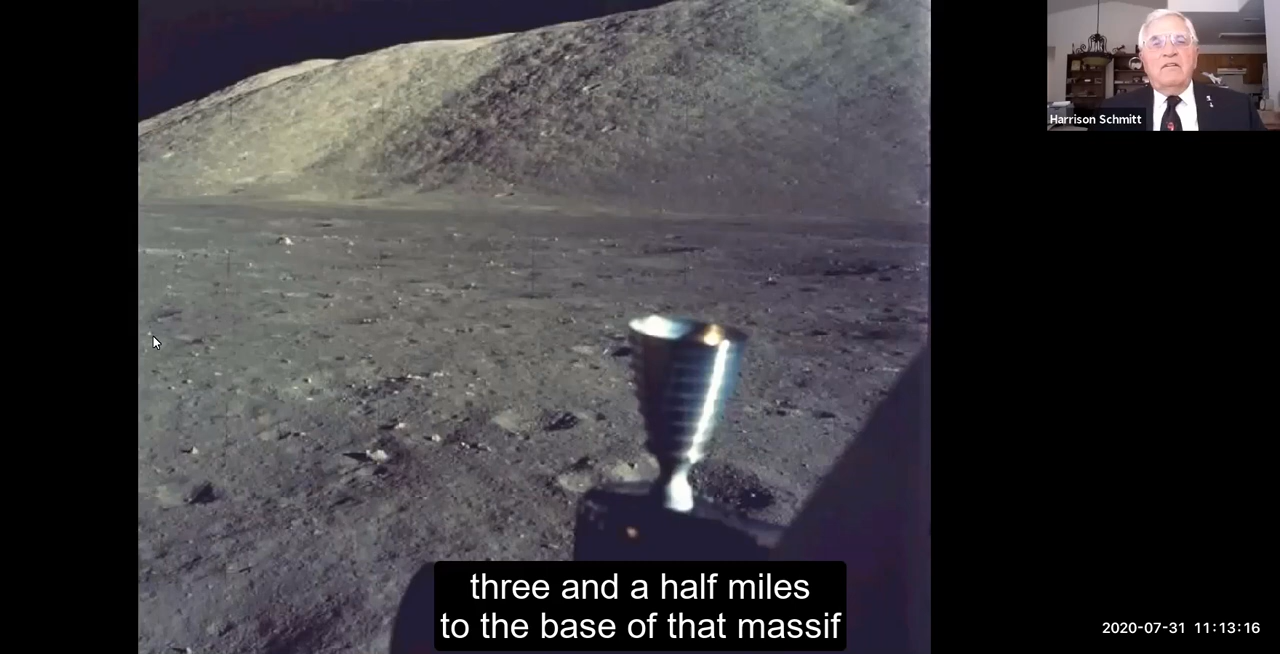 Harrison Schmitt
three and a half miles
to the base of that massif
2020-07-31 11:13:16